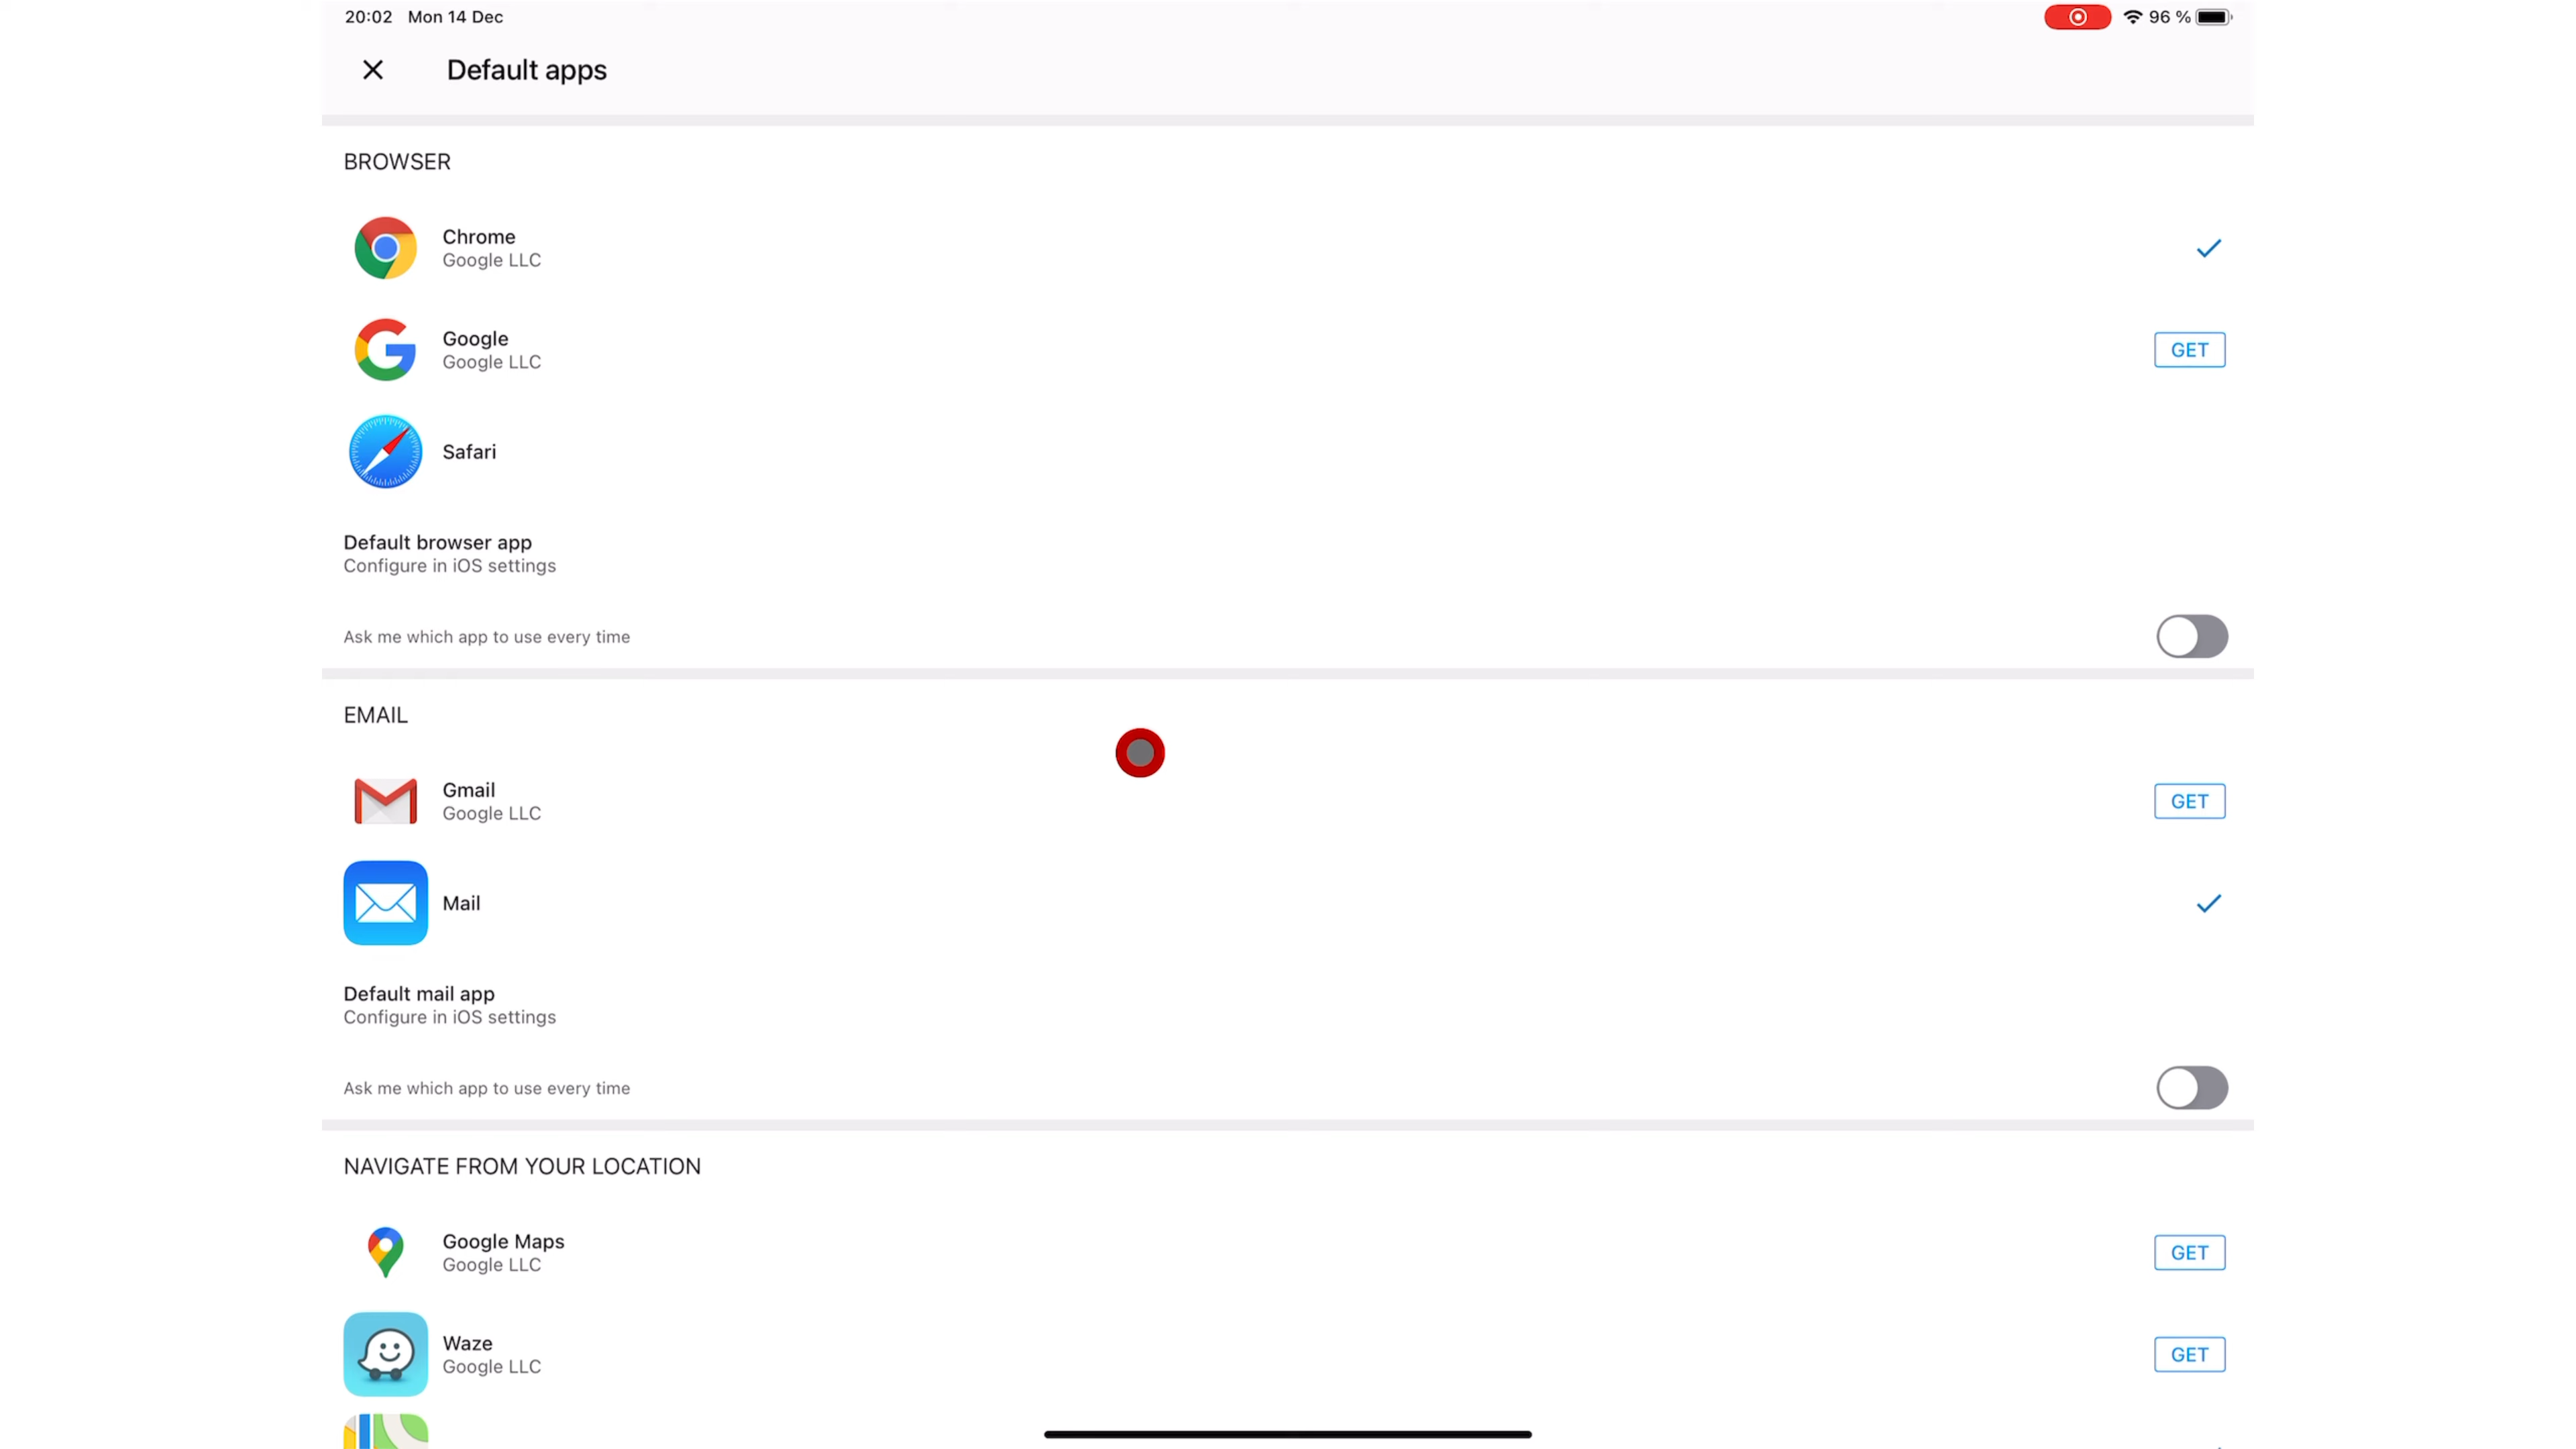 20:02 Mon 14 Dec
96 %
Default apps
BROWSER
Chrome
Google LLC
Google
Google LLC
GET
Safari
Default browser app
Configure in iOS settings
Ask me which app to use every time
EMAIL
Gmail
Google LLC
GET
Mail
Default mail app
Configure in iOS settings
Ask me which app to use every time
NAVIGATE FROM YOUR LOCATION
Google Maps
Google LLC
GET
Waze
Google LLC
GET